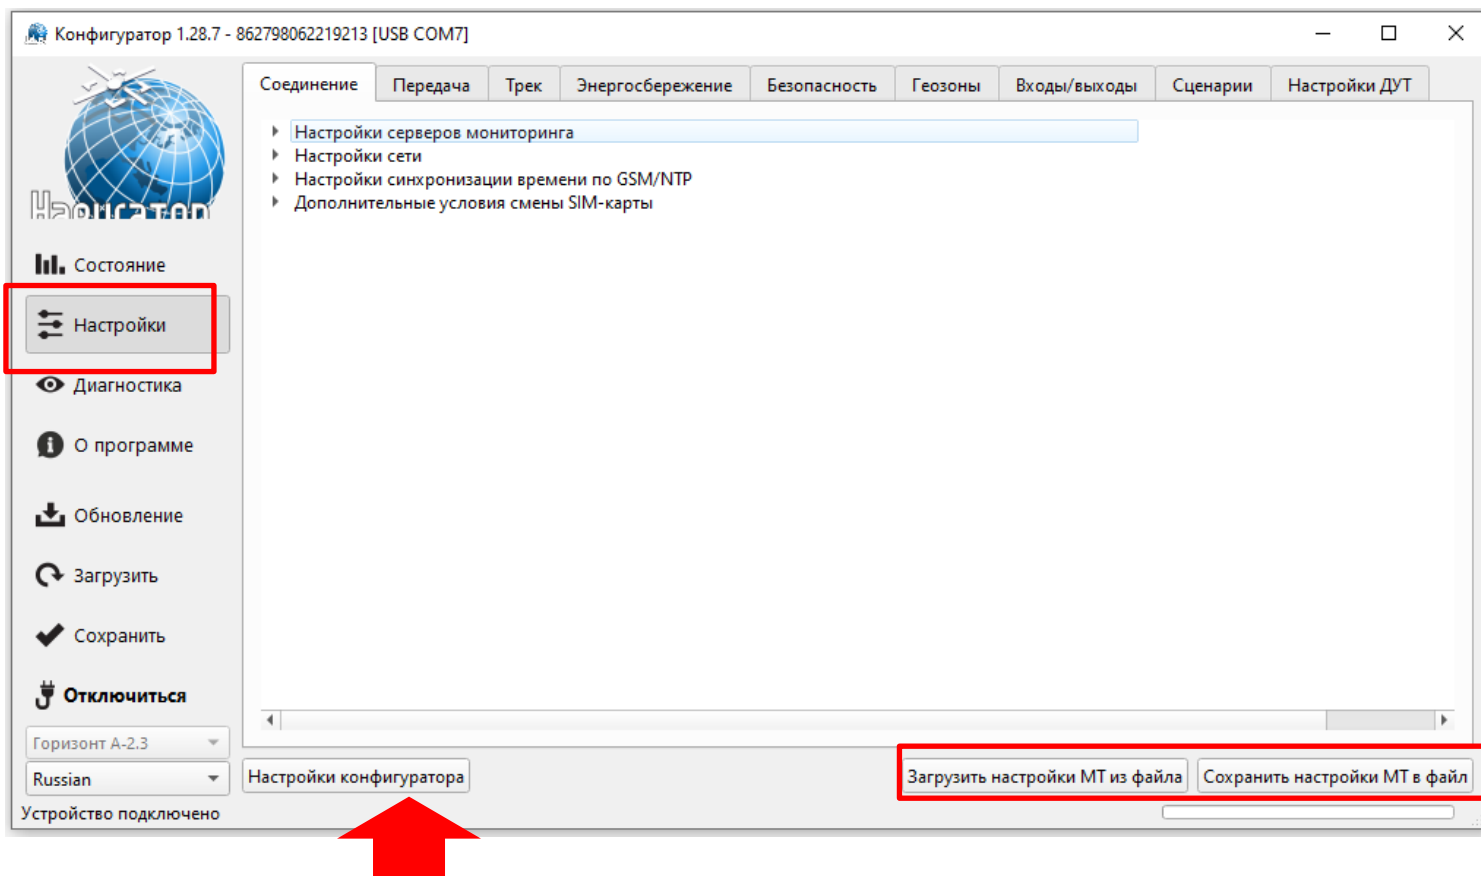 Конфигуратор 1.28.7 - 862798062219213 [USB COM7]
Соединение Передача Трек Энергосбережение Безопасность Геозоны Входы/выходы Сценарии Настройки ДУТ
Навигатор
Настройки серверов мониторинга
Настройки сети
Настройки синхронизации времени по GSM/NTP
Дополнительные условия смены SIM-карты
Состояние
Настройки
Диагностика
О программе
Обновление
Загрузить
Сохранить
Отключиться
Горизонт А-2.3
Russian
Настройки конфигуратора Загрузить настройки МТ из файла Сохранить настройки МТ в файл
Устройство подключено